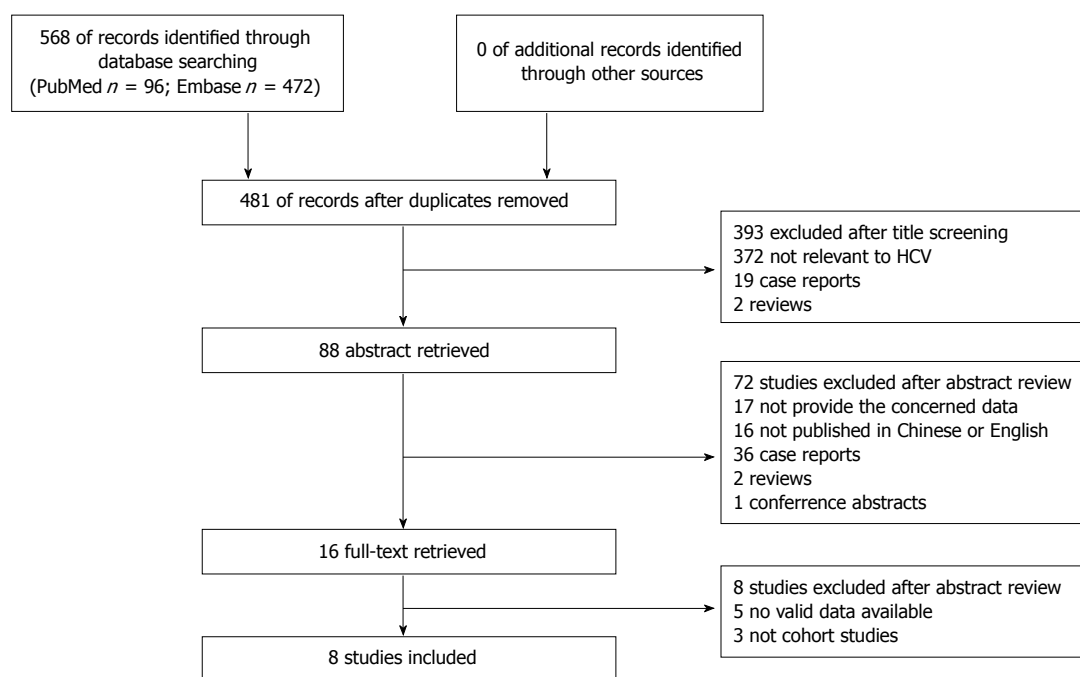 568 of records identified through
database searching
(PubMed n = 96; Embase n = 472)
0 of additional records identified
through other sources
481 of records after duplicates removed
393 excluded after title screening
372 not relevant to HCV
19 case reports
2 reviews
88 abstract retrieved
72 studies excluded after abstract review
17 not provide the concerned data
16 not published in Chinese or English
36 case reports
2 reviews
1 conferrence abstracts
16 full-text retrieved
8 studies excluded after abstract review
5 no valid data available
3 not cohort studies
8 studies included